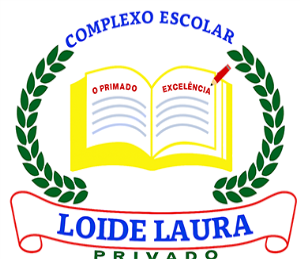 COMPLEXO ESCOLAR
O PRIMADO EXCELÊNCIA
LOIDE LAURA
PRIVADO